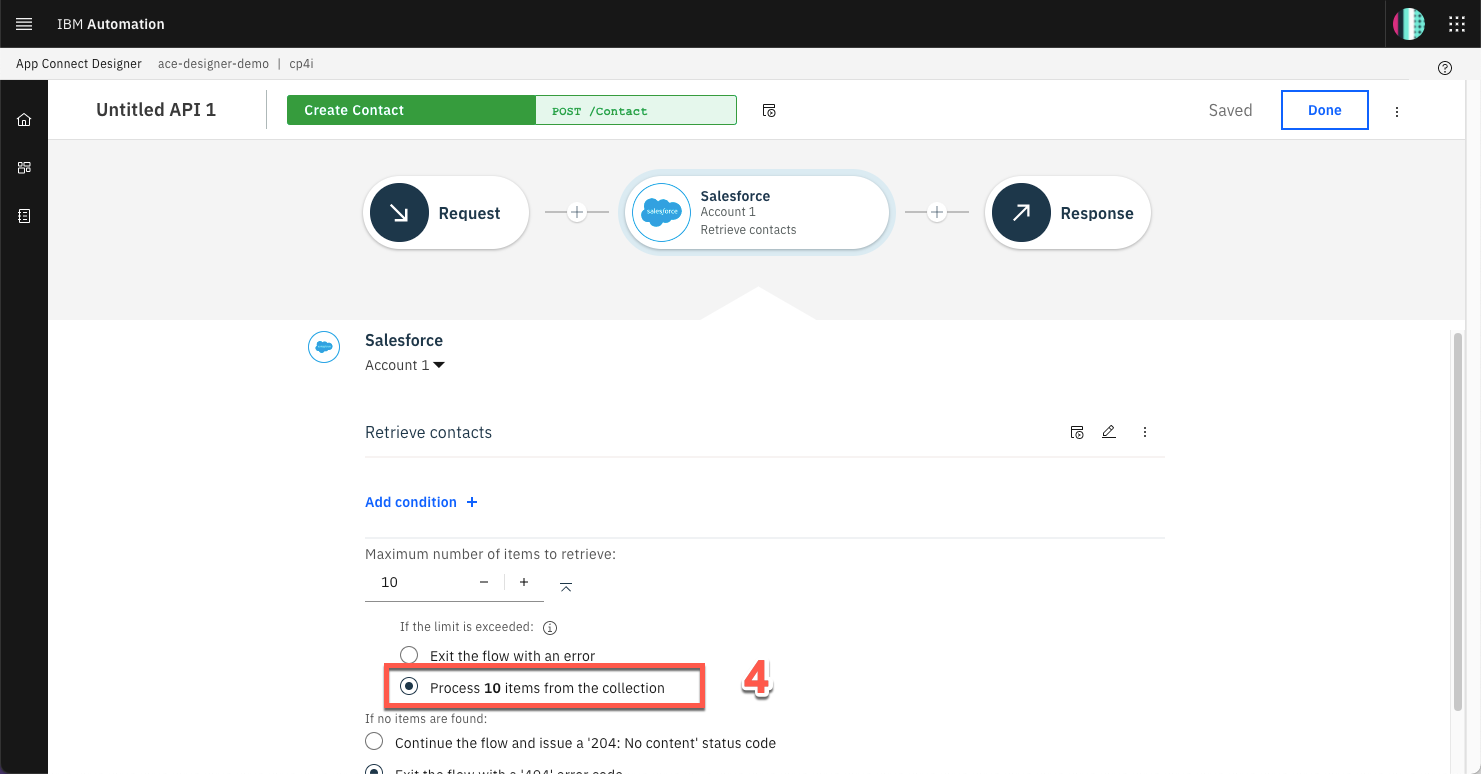 IBM Automation
App Connect Designer ace-designer-demo | cp4i
Untitled API 1
Create Contact
POST /Contact
Saved
Done
Request
salesforce
Salesforce
Account 1
Retrieve contacts
Response
Salesforce
Account 1
Retrieve contacts
Add condition +
Maximum number of items to retrieve:
10 − +
If the limit is exceeded:
Exit the flow with an error
Process 10 items from the collection
4
If no items are found:
Continue the flow and issue a '204: No content' status code
Exit the flow with a '404' error code